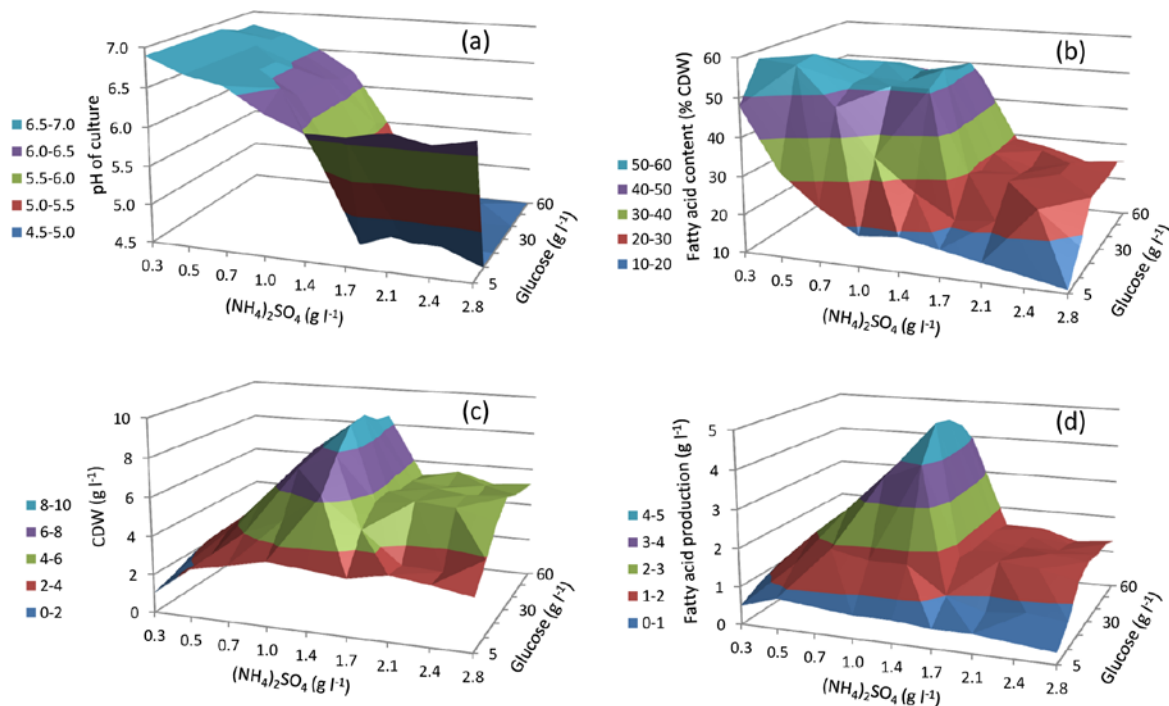 (a)
7.0
6.5
6.0
5.5
5.0
4.5
pH of culture
6.5-7.0
6.0-6.5
5.5-6.0
5.0-5.5
4.5-5.0
0.3 0.5 0.7 1.0 1.4 1.7 2.1 2.4 2.8
(NH₄)₂SO₄ (g l⁻¹)
5 30 60
Glucose (g l⁻¹)
(b)
60
50
40
30
20
10
Fatty acid content (% CDW)
50-60
40-50
30-40
20-30
10-20
0.3 0.5 0.7 1.0 1.4 1.7 2.1 2.4 2.8
(NH₄)₂SO₄ (g l⁻¹)
5 30 60
Glucose (g l⁻¹)
(c)
10
8
6
4
2
0
CDW (g l⁻¹)
8-10
6-8
4-6
2-4
0-2
0.3 0.5 0.7 1.0 1.4 1.7 2.1 2.4 2.8
(NH₄)₂SO₄ (g l⁻¹)
5 30 60
Glucose (g l⁻¹)
(d)
5
4
3
2
1
0
Fatty acid production (g l⁻¹)
4-5
3-4
2-3
1-2
0-1
0.3 0.5 0.7 1.0 1.4 1.7 2.1 2.4 2.8
(NH₄)₂SO₄ (g l⁻¹)
5 30 60
Glucose (g l⁻¹)